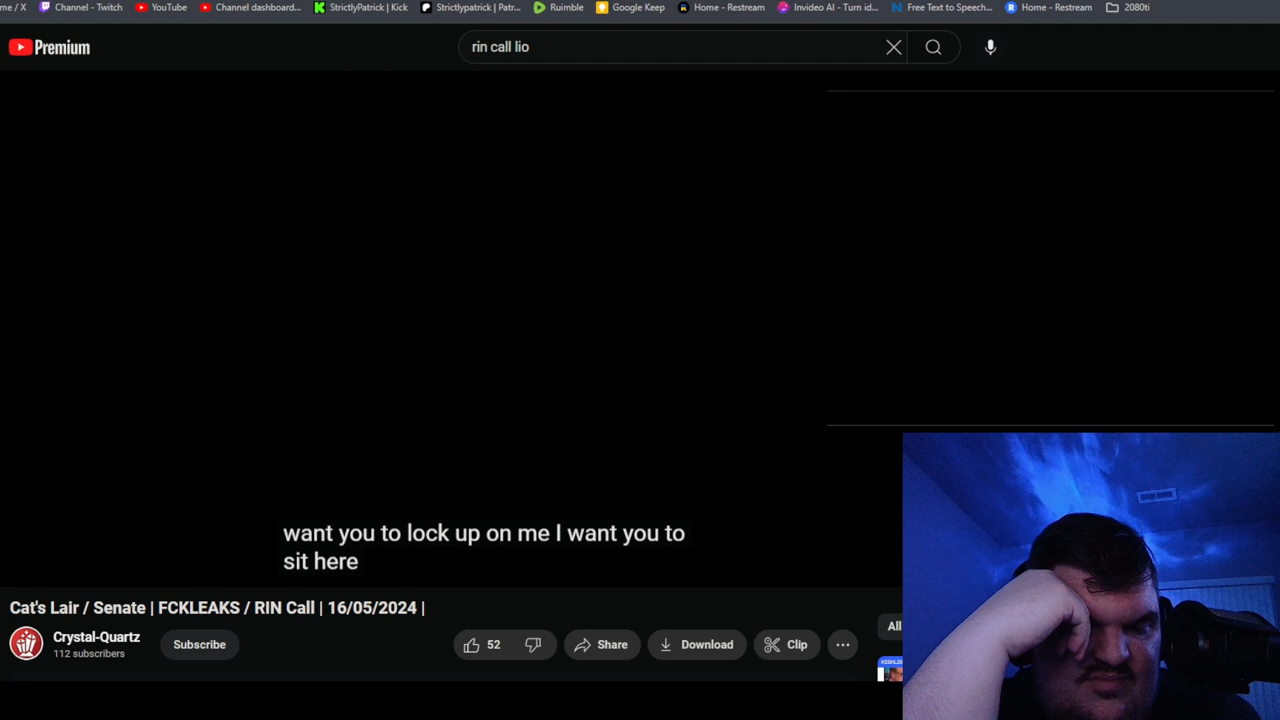 me / X Channel - Twitch YouTube Channel dashboard... StrictlyPatrick | Kick Strictlypatrick | Patr... Rumble Google Keep Home - Restream Invideo AI - Turn id... Free Text to Speech... Home - Restream 2080ti
Premium
rin call lio
want you to lock up on me I want you to
sit here
Cat's Lair / Senate | FCKLEAKS / RIN Call | 16/05/2024 |
Crystal-Quartz
112 subscribers
Subscribe
52
Share
Download
Clip
All
HIGHLIG